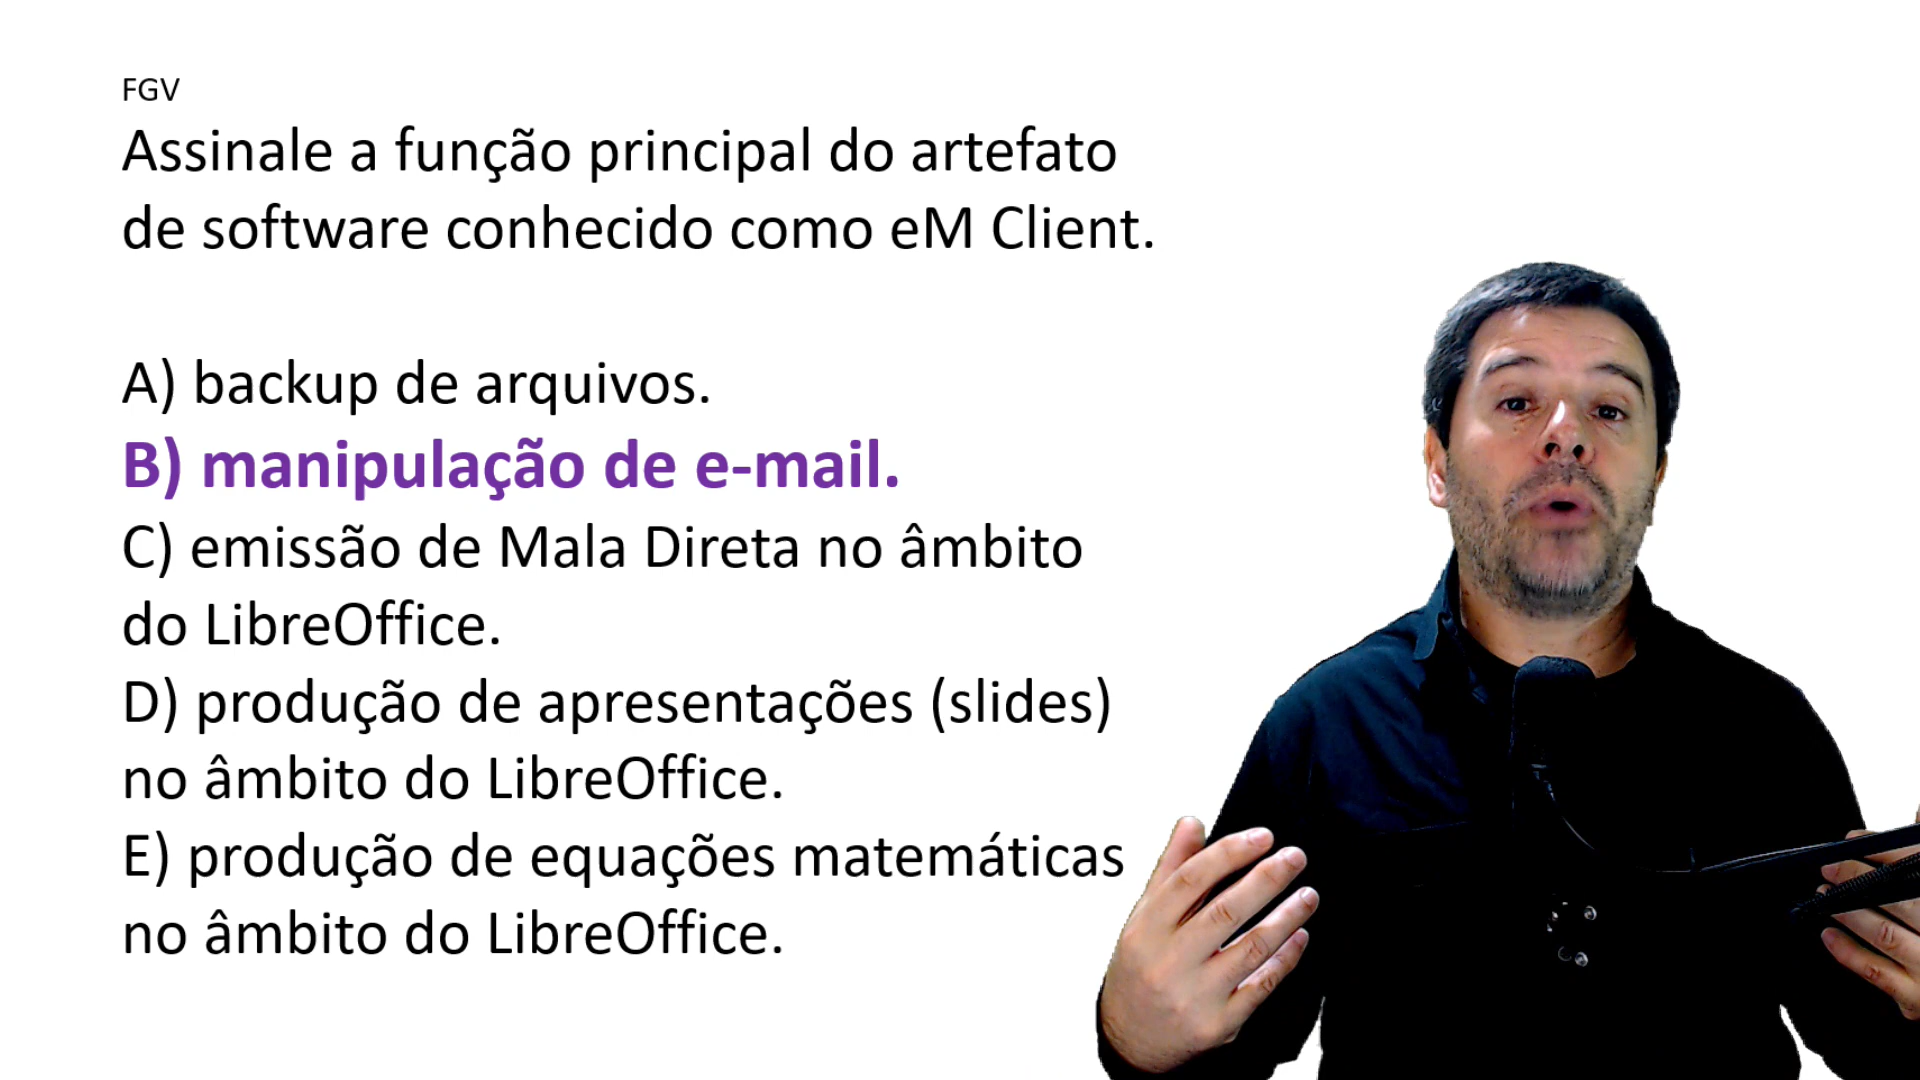 FGV
Assinale a função principal do artefato
de software conhecido como eM Client.
A) backup de arquivos.
B) manipulação de e-mail.
C) emissão de Mala Direta no âmbito
do LibreOffice.
D) produção de apresentações (slides)
no âmbito do LibreOffice.
E) produção de equações matemáticas
no âmbito do LibreOffice.